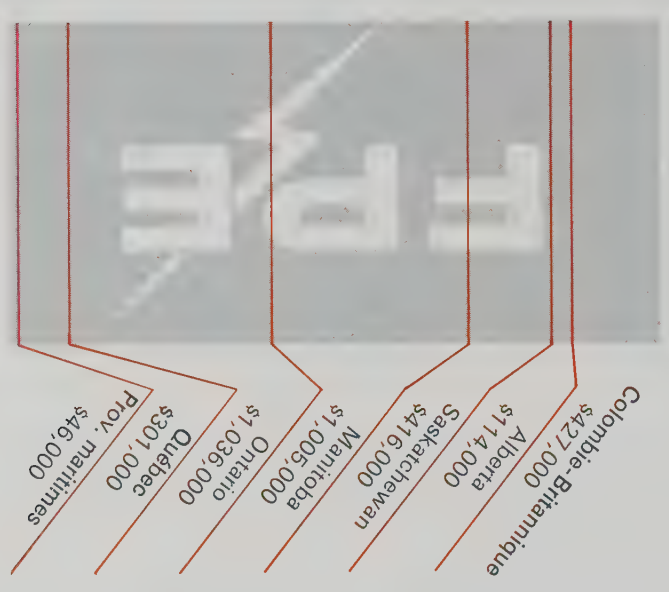 FPE
Colombie-Britannique
$427,000
Alberta
$114,000
Saskatchewan
$416,000
Manitoba
$1,005,000
Ontario
$1,036,000
Québec
$301,000
Prov. maritimes
$46,000